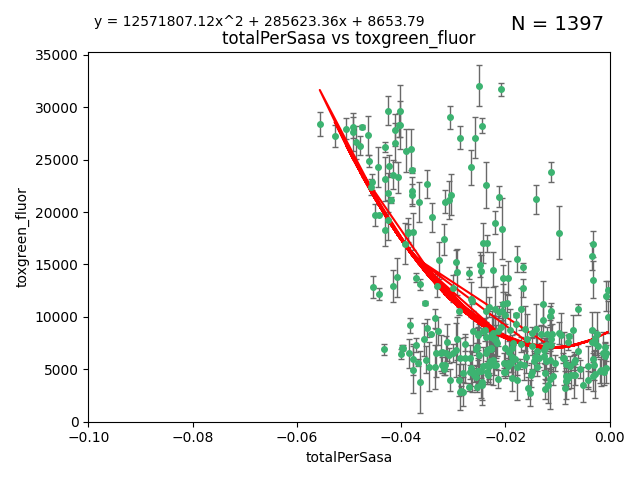 y = 12571807.12x^2 + 285623.36x + 8653.79
N = 1397
totalPerSasa vs toxgreen_fluor
35000
30000
25000
20000
15000
10000
5000
0
toxgreen_fluor
−0.10
−0.08
−0.06
−0.04
−0.02
0.00
totalPerSasa